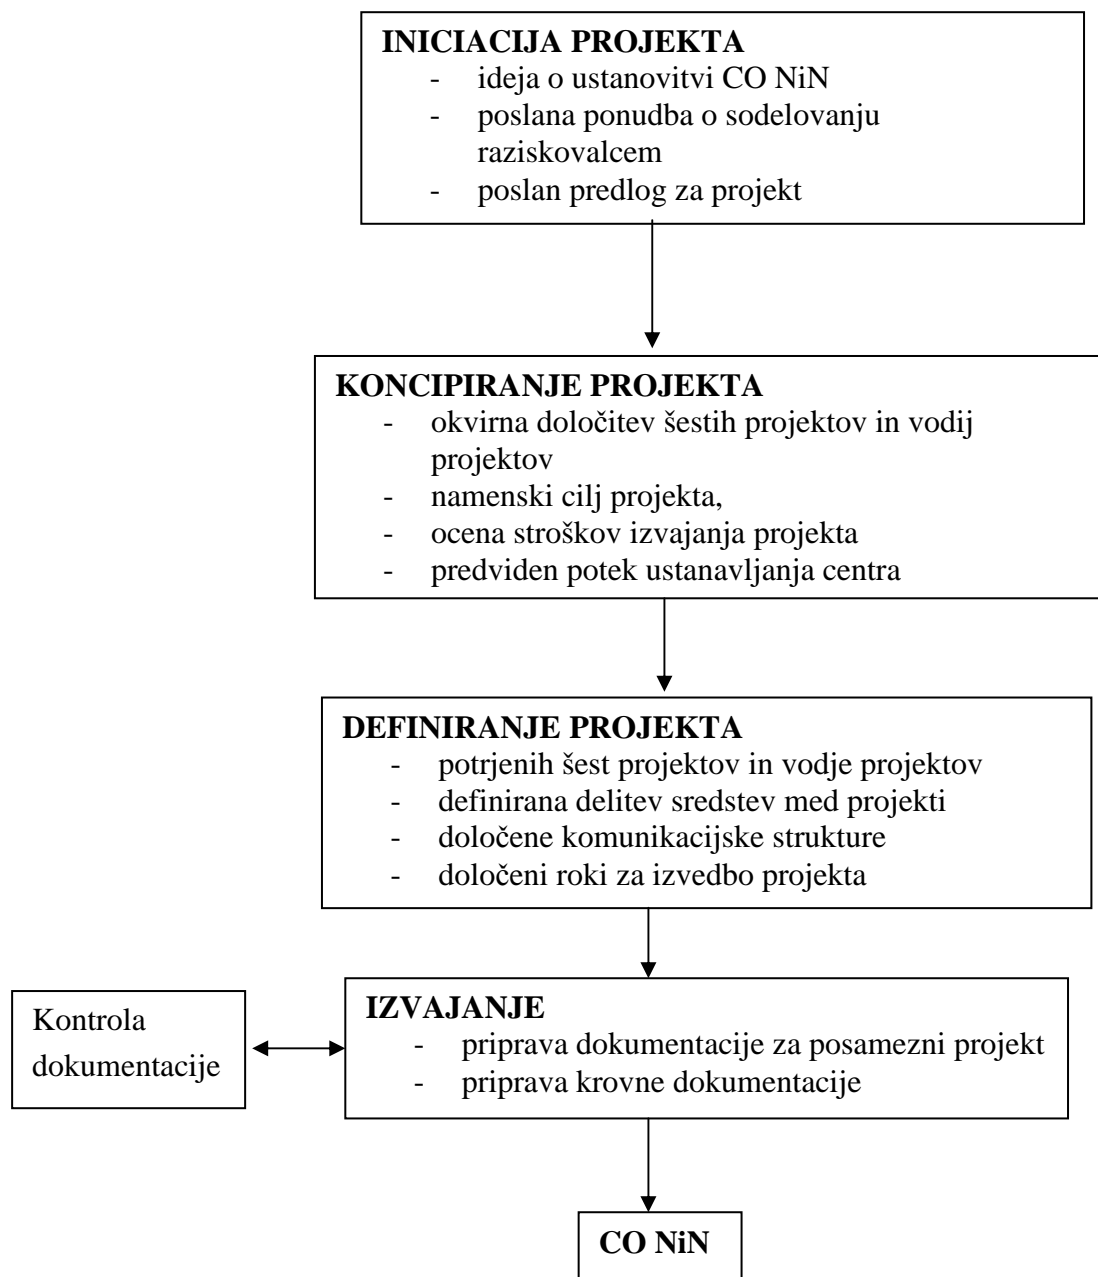 INICIACIJA PROJEKTA
- ideja o ustanovitvi CO NiN
- poslana ponudba o sodelovanju
raziskovalcem
- poslan predlog za projekt
KONCIPIRANJE PROJEKTA
- okvirna določitev šestih projektov in vodij
projektov
- namenski cilj projekta,
- ocena stroškov izvajanja projekta
- predviden potek ustanavljanja centra
DEFINIRANJE PROJEKTA
- potrjenih šest projektov in vodje projektov
- definirana delitev sredstev med projekti
- določene komunikacijske strukture
- določeni roki za izvedbo projekta
Kontrola
dokumentacije
IZVAJANJE
- priprava dokumentacije za posamezni projekt
- priprava krovne dokumentacije
CO NiN